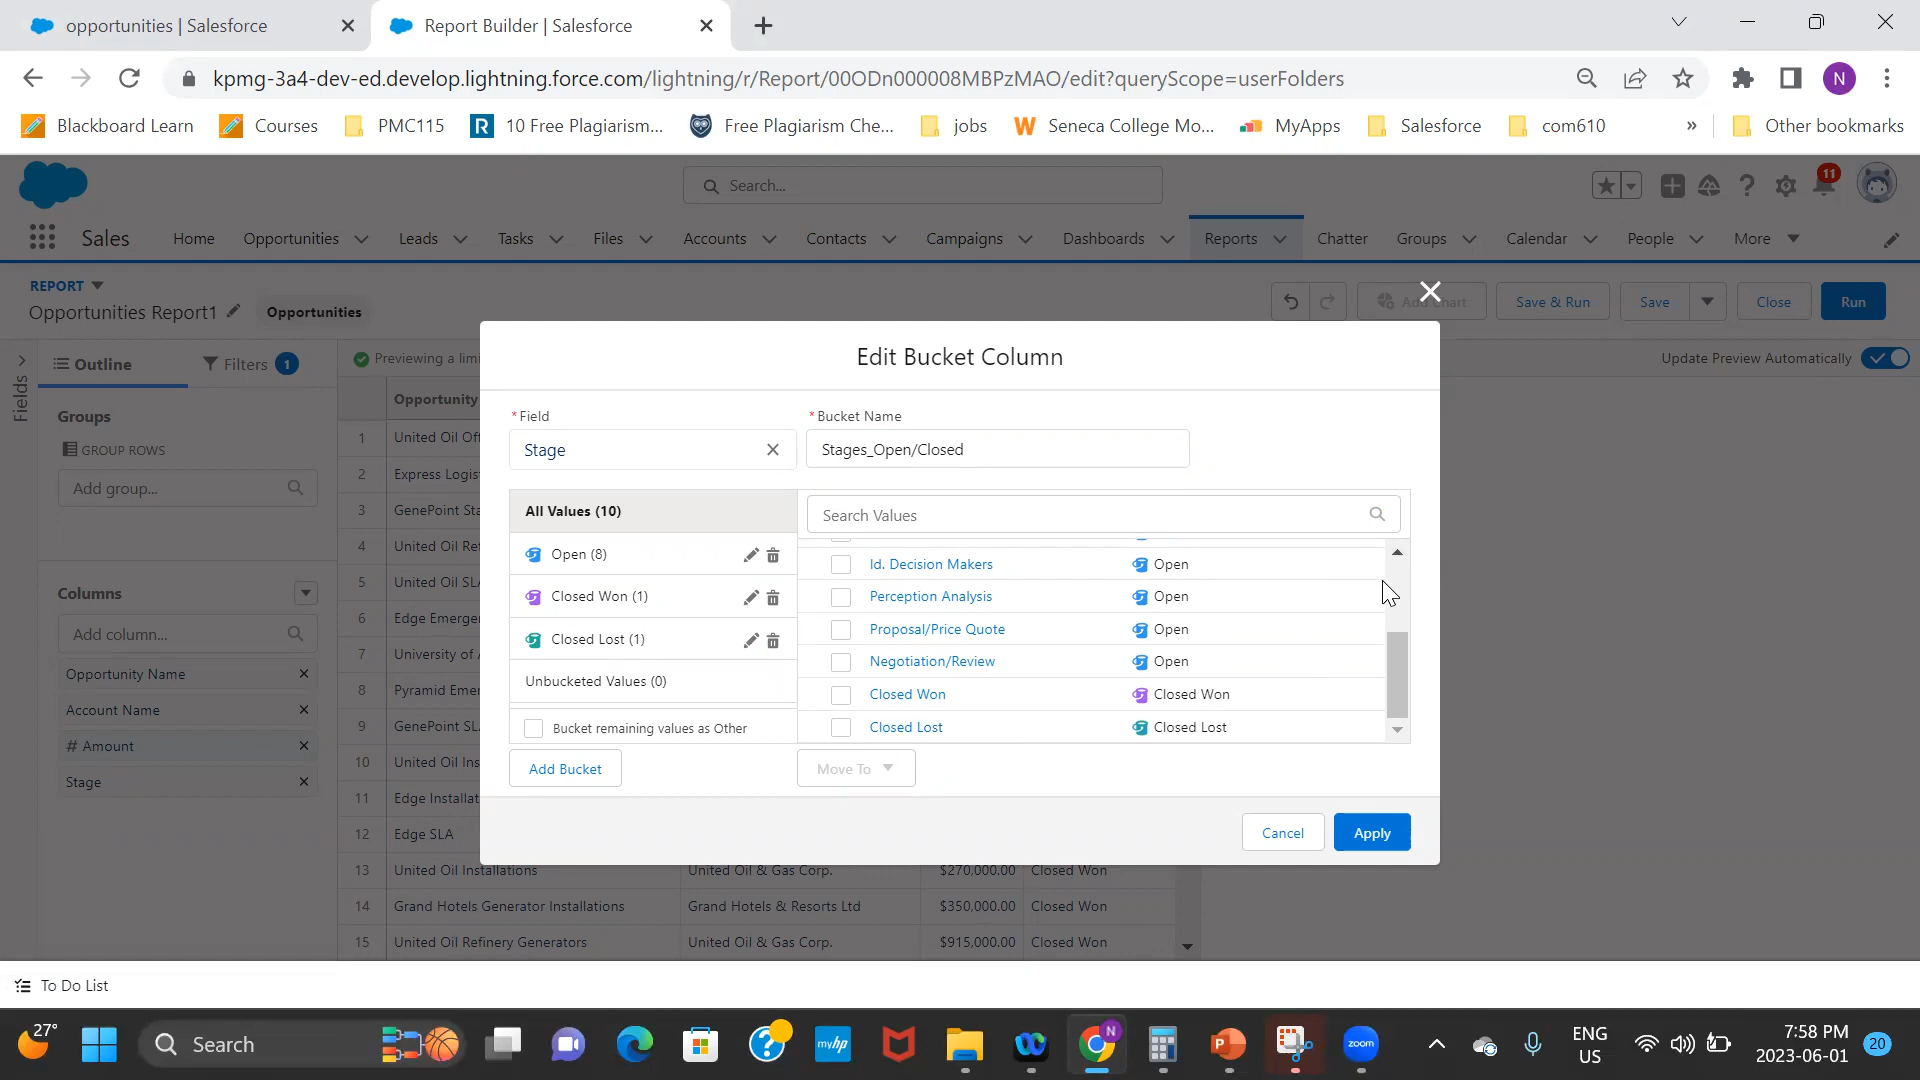 opportunities | Salesforce
Report Builder | Salesforce
kpmg-3a4-dev-ed.develop.lightning.force.com/lightning/r/Report/00ODn000008MBPzMAO/edit?queryScope=userFolders
N
Blackboard Learn
Courses
PMC115
R 10 Free Plagiarism...
Free Plagiarism Che...
jobs
W Seneca College Mo...
MyApps
Salesforce
com610
»
Other bookmarks
Search...
11
Sales
Home
Opportunities
Leads
Tasks
Files
Accounts
Contacts
Campaigns
Dashboards
Reports
Chatter
Groups
Calendar
People
More
REPORT
Opportunities Report1
Opportunities
Add Chart
Save & Run
Save
Close
Run
Fields
Outline
Filters 1
Previewing a limi
Update Preview Automatically
Groups
GROUP ROWS
Add group...
Columns
Add column...
Opportunity Name
Account Name
# Amount
Stage
Opportunity
1 United Oil Off
2 Express Logis
3 GenePoint Sta
4 United Oil Ref
5 United Oil SLA
6 Edge Emerge
7 University of A
8 Pyramid Eme
9 GenePoint SL
10 United Oil Ins
11 Edge Installat
12 Edge SLA
13 United Oil Installations United Oil & Gas Corp. $270,000.00 Closed Won
14 Grand Hotels Generator Installations Grand Hotels & Resorts Ltd $350,000.00 Closed Won
15 United Oil Refinery Generators United Oil & Gas Corp. $915,000.00 Closed Won
Edit Bucket Column
* Field
Stage
* Bucket Name
Stages_Open/Closed
All Values (10)
Open (8)
Closed Won (1)
Closed Lost (1)
Unbucketed Values (0)
Bucket remaining values as Other
Add Bucket
Search Values
Id. Decision Makers Open
Perception Analysis Open
Proposal/Price Quote Open
Negotiation/Review Open
Closed Won Closed Won
Closed Lost Closed Lost
Move To
Cancel
Apply
To Do List
27°
Search
myhp
N
P
zoom
ENG
US
7:58 PM
2023-06-01
20